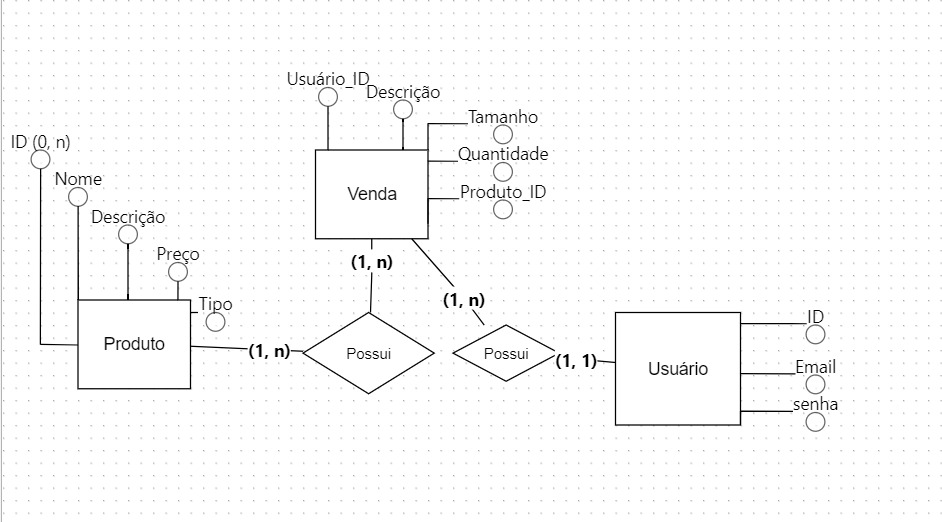 Usuário_ID
Descrição
Tamanho
Quantidade
Produto_ID
Venda
ID (0, n)
Nome
Descrição
Preço
Tipo
Produto
(1, n)
(1, n)
(1, n)
Possui
Possui
(1, 1)
Usuário
ID
Email
senha